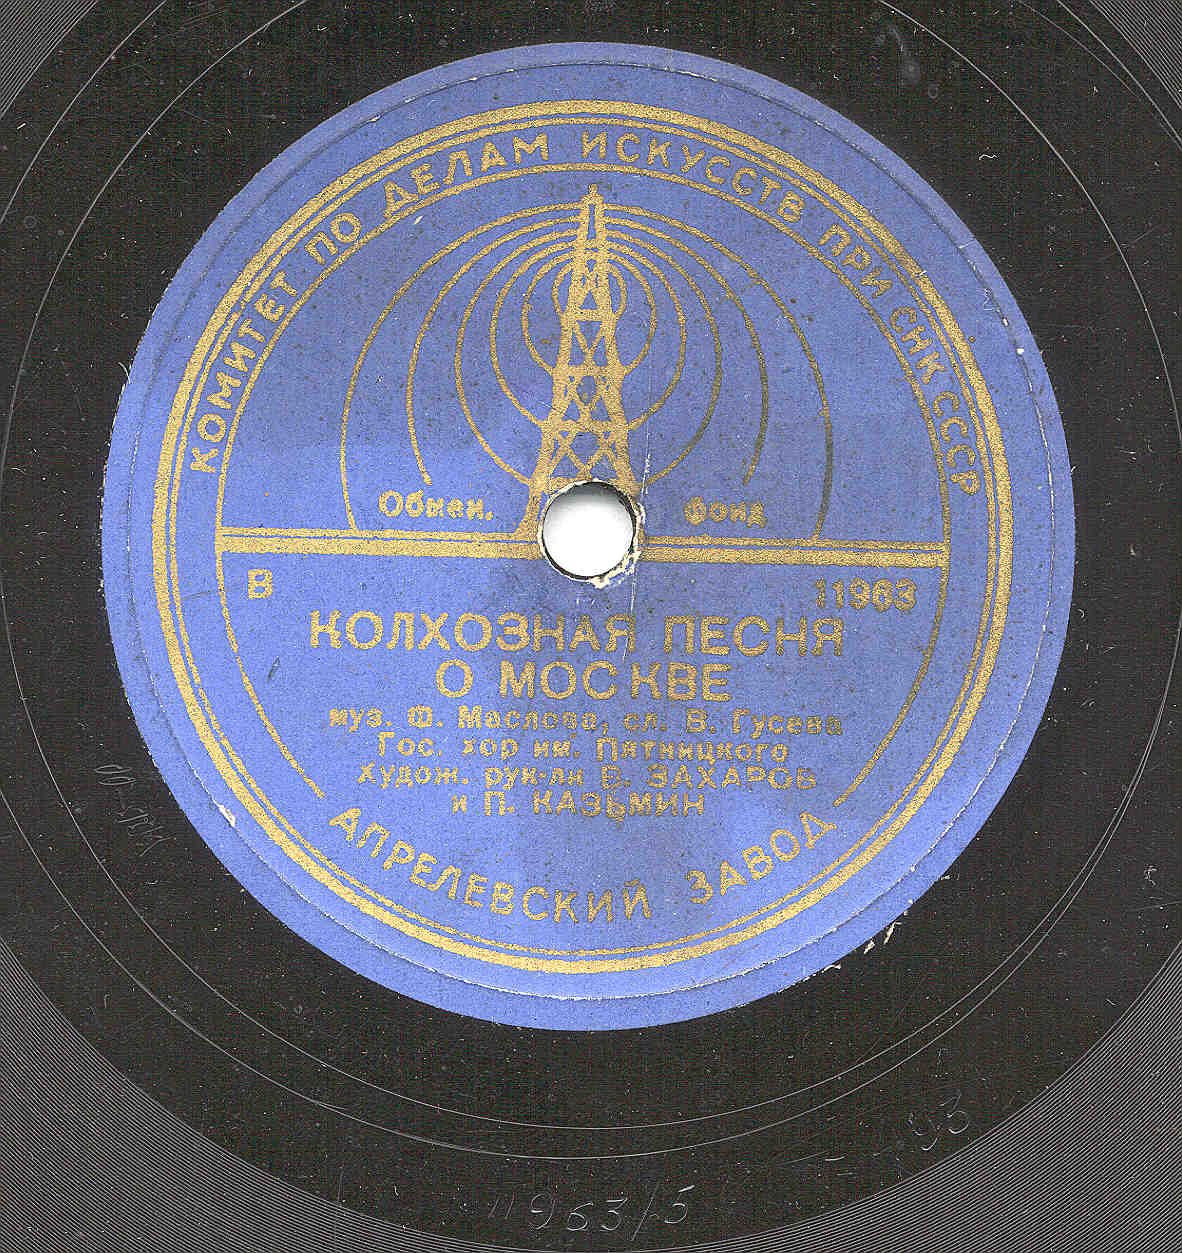 КОМИТЕТ ПО ДЕЛАМ ИСКУССТВ ПРИ СНК СССР
Обмен. Фонд
В 11963
КОЛХОЗНАЯ ПЕСНЯ
О МОСКВЕ
муз. Ф. Маслова, сл. В. Гусева
Гос. хор им. Пятницкого
Худож. рук-ли В. ЗАХАРОВ
и П. КАЗЬМИН
АПРЕЛЕВСКИЙ ЗАВОД
93
11963/5